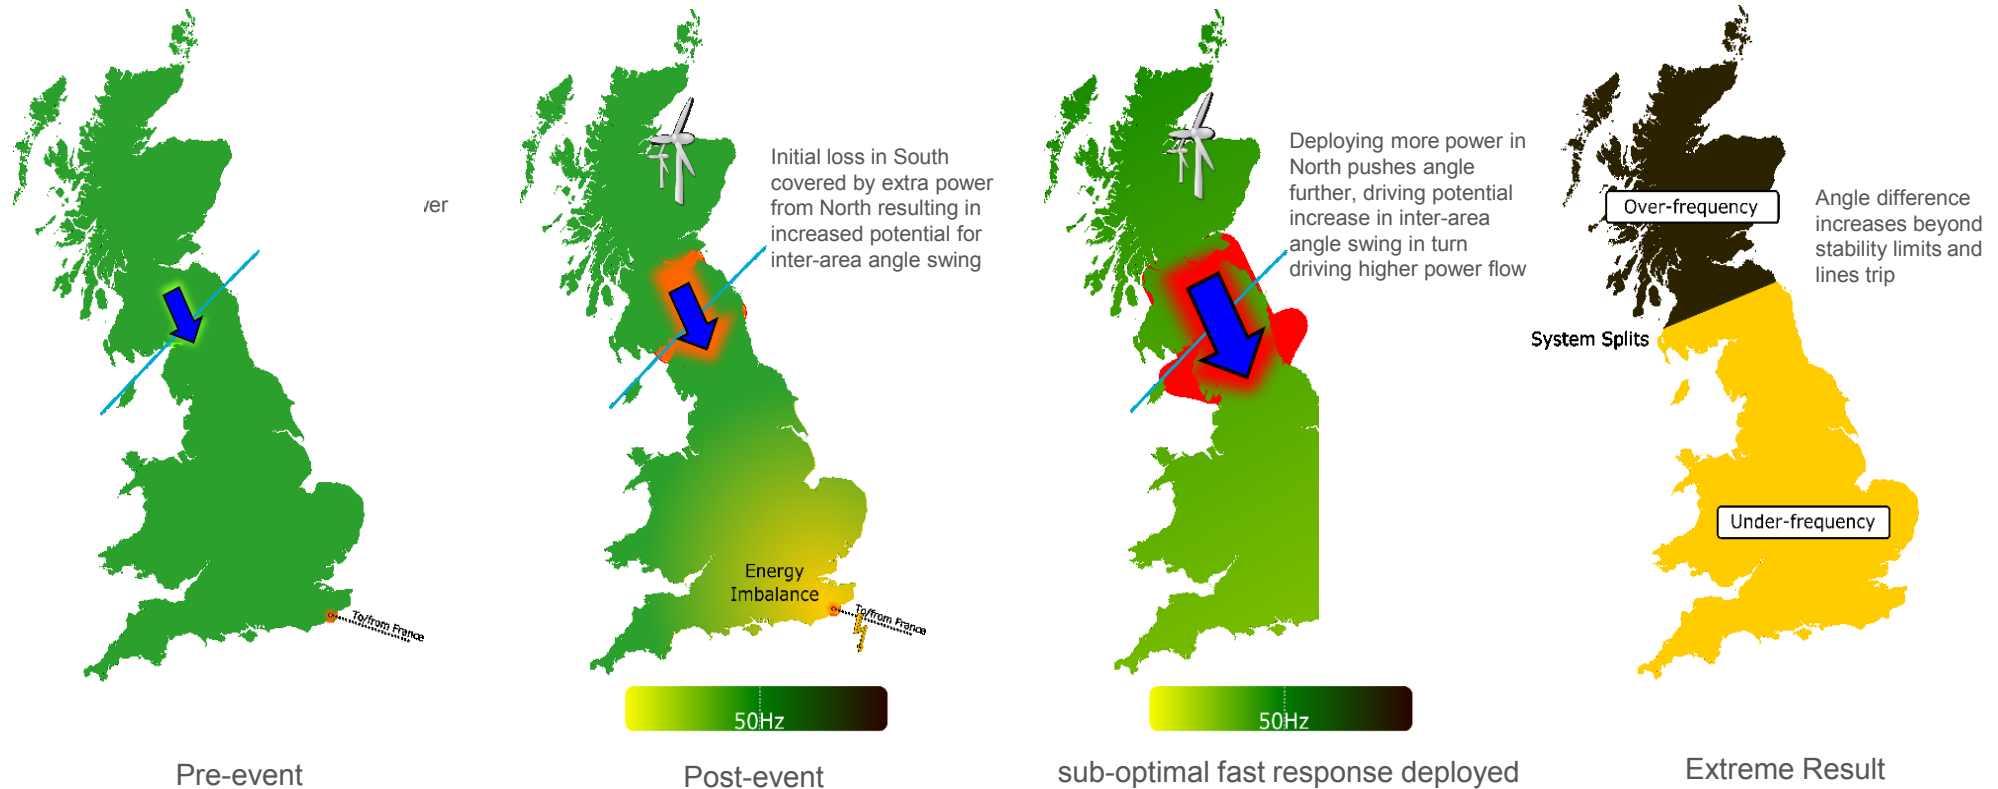 ver
To/from France
Pre-event
Initial loss in South
covered by extra power
from North resulting in
increased potential for
inter-area angle swing
Energy
Imbalance
To/from France
50Hz
Post-event
Deploying more power in
North pushes angle
further, driving potential
increase in inter-area
angle swing in turn
driving higher power flow
50Hz
sub-optimal fast response deployed
Over-frequency
Angle difference
increases beyond
stability limits and
lines trip
System Splits
Under-frequency
Extreme Result